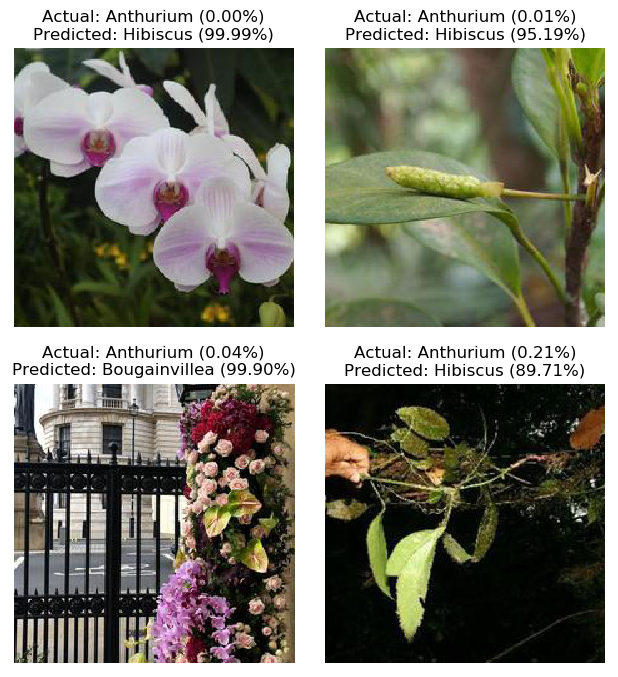 Actual: Anthurium (0.00%)
Predicted: Hibiscus (99.99%)
Actual: Anthurium (0.01%)
Predicted: Hibiscus (95.19%)
Actual: Anthurium (0.04%)
Predicted: Bougainvillea (99.90%)
Actual: Anthurium (0.21%)
Predicted: Hibiscus (89.71%)